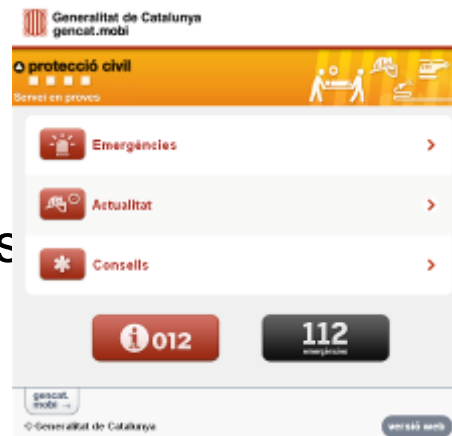 Generalitat de Catalunya
gencat.mobi
protecció civil
Servei en proves
Emergències
Actualitat
s
Consells
012
112
emergències
gencat.
mobi →
© Generalitat de Catalunya
versió web